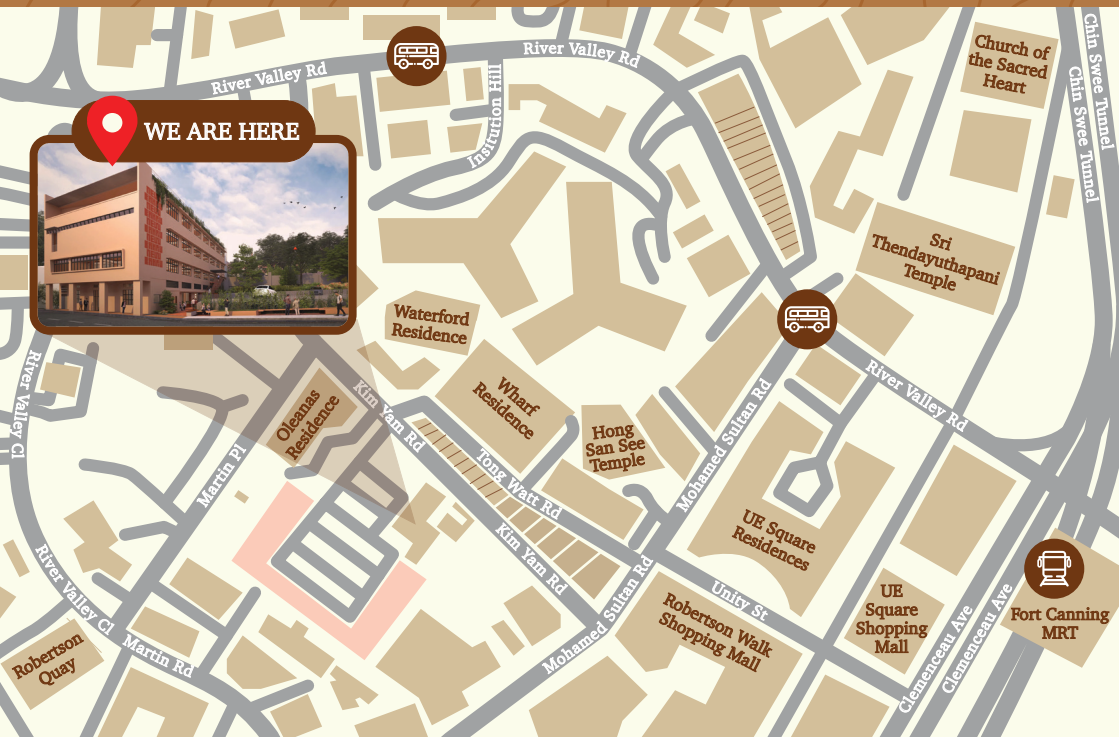 River Valley Rd
River Valley Rd
Chin Swee Tunnel
Chin Swee Tunnel
Church of
the Sacred
Heart
Insitution Hill
WE ARE HERE
Sri
Thendayuthapani
Temple
Waterford
Residence
River Valley Cl
Oleanas
Residence
Kim Yam Rd
Wharf
Residence
Hong
San See
Temple
Mohamed Sultan Rd
River Valley Rd
Martin Pl
Tong Watt Rd
Kim Yam Rd
UE Square
Residences
River Valley Cl
Mohamed Sultan Rd
Unity St
UE
Square
Shopping
Mall
Fort Canning
MRT
Robertson Walk
Shopping Mall
Clemenceau Ave
Clemenceau Ave
Robertson
Quay
Martin Rd